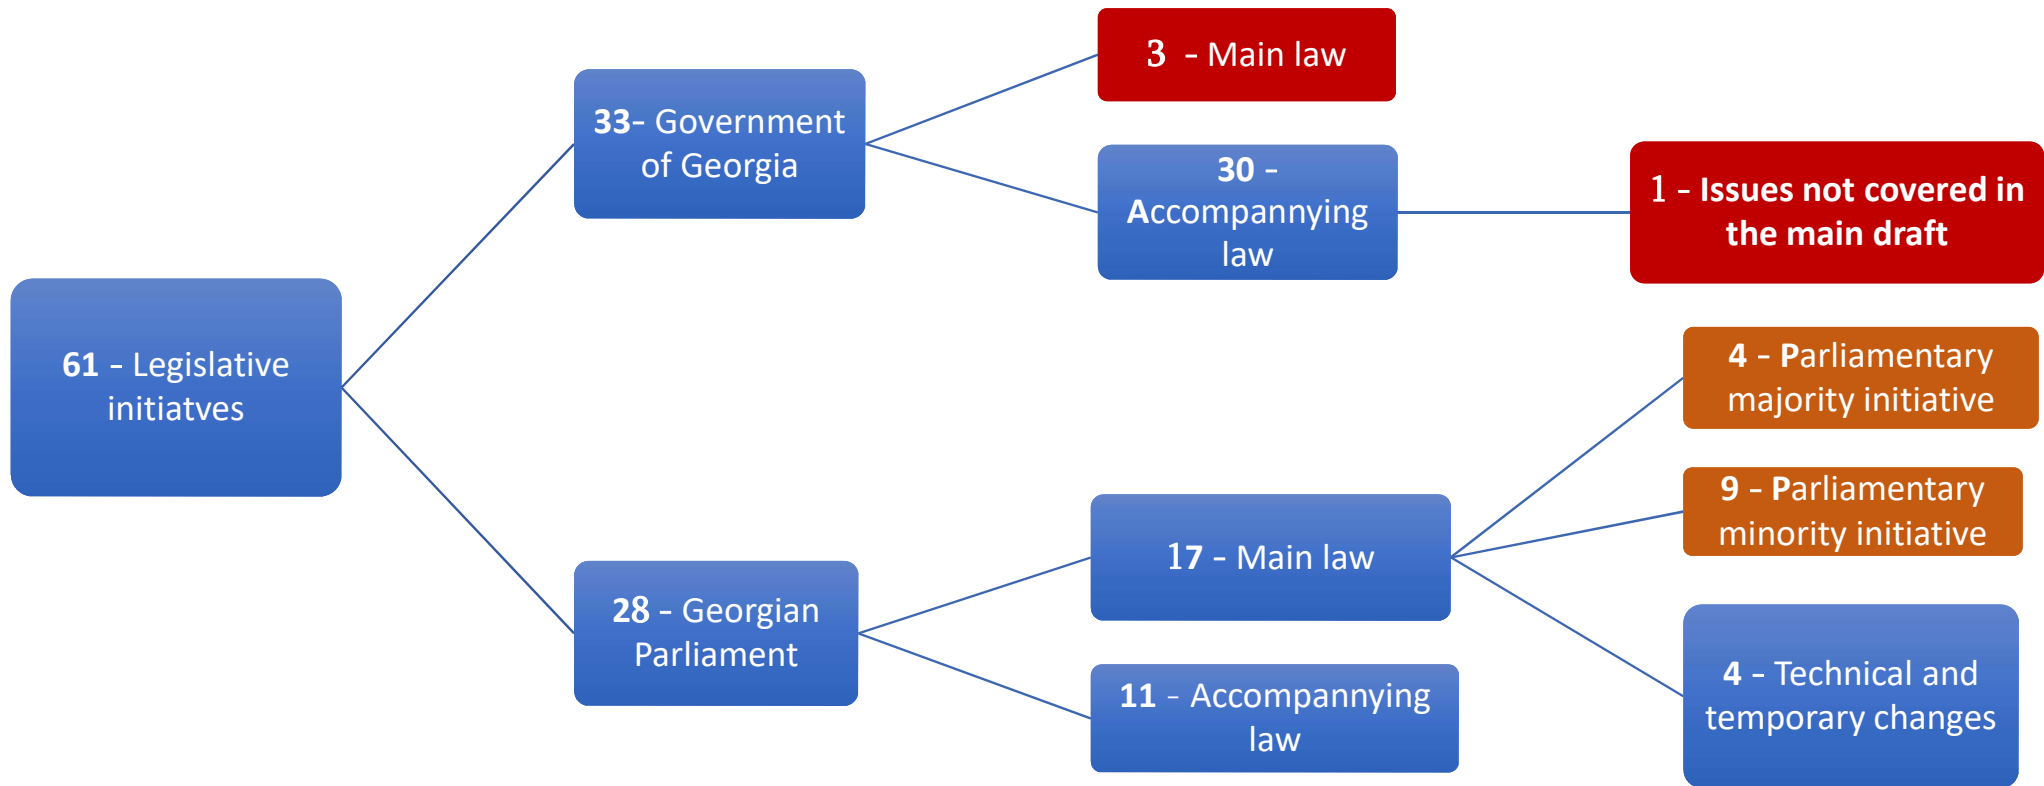 61 - Legislative
initiatves
33- Government
of Georgia
3 - Main law
30 -
Accompannying
law
1 - Issues not covered in
the main draft
28 - Georgian
Parliament
17 - Main law
4 - Parliamentary
majority initiative
9 - Parliamentary
minority initiative
4 - Technical and
temporary changes
11 - Accompannying
law